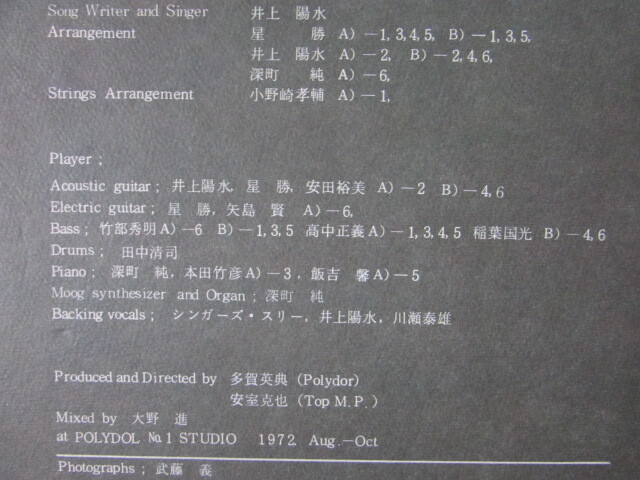 Song Writer and Singer 井上 陽水
Arrangement 星 勝 A)—1, 3, 4, 5, B)—1, 3, 5,
井上 陽水 A)—2, B)—2, 4, 6,
深町 純 A)—6,
Strings Arrangement 小野崎孝輔 A)—1,
Player ;
Acoustic guitar ; 井上陽水, 星 勝, 安田裕美 A)—2 B)—4, 6
Electric guitar ; 星 勝, 矢島 賢 A)—6,
Bass ; 竹部秀明 A)—6 B)—1, 3, 5 高中正義 A)—1, 3, 4, 5 稲葉国光 B)—4, 6
Drums ; 田中清司
Piano ; 深町 純, 本田竹彦 A)—3, 飯吉 馨 A)—5
Moog synthesizer and Organ ; 深町 純
Backing vocals ; シンガーズ・スリー, 井上陽水, 川瀬泰雄
Produced and Directed by 多賀英典 (Polydor)
安室克也 (Top M.P.)
Mixed by 大野 進
at POLYDOL No.1 STUDIO 1972. Aug.—Oct
Photographs ; 武藤 義